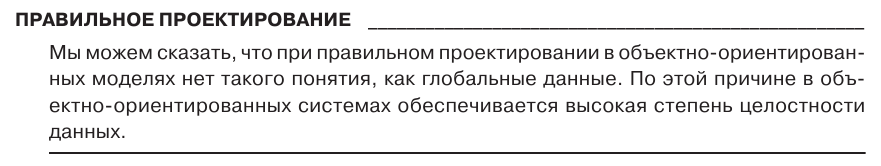 ПРАВИЛЬНОЕ ПРОЕКТИРОВАНИЕ
Мы можем сказать, что при правильном проектировании в объектно-ориентирован-
ных моделях нет такого понятия, как глобальные данные. По этой причине в объ-
ектно-ориентированных системах обеспечивается высокая степень целостности
данных.